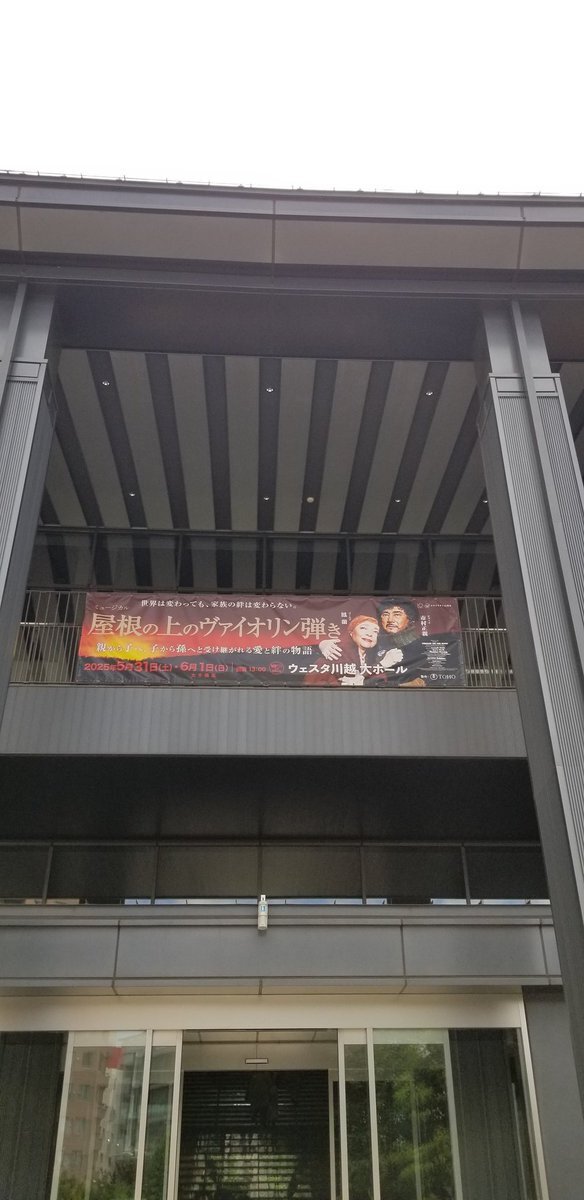 世界は変わっても、家族の絆は変わらない。
ミュージカル
屋根の上のヴァイオリン弾き
親から子へ、子から孫へと受け継がれる愛と絆の物語
2025年5月31日(土)・6月1日(日)
13:00
ウェスタ川越 大ホール
鳳蘭
市村正親
TOHO